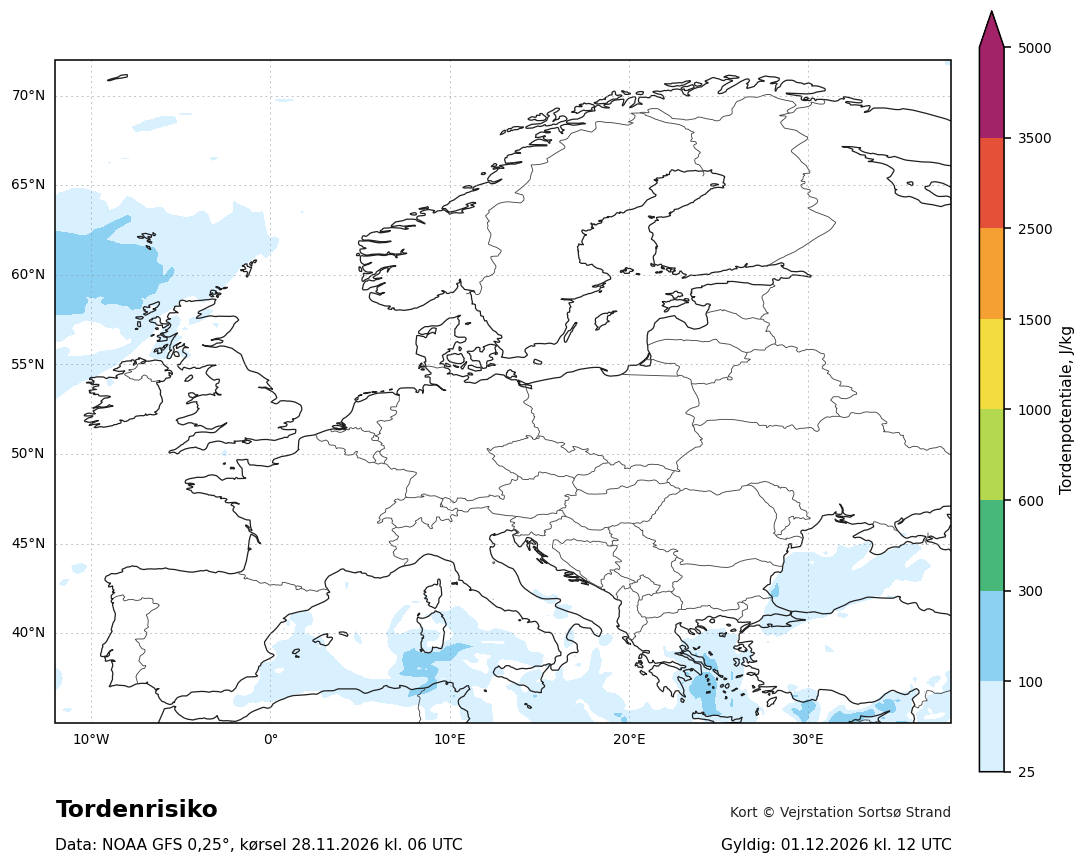 70°N
65°N
60°N
55°N
50°N
45°N
40°N
10°W
0°
10°E
20°E
30°E
5000
3500
2500
1500
1000
600
300
100
25
Tordenpotentiale, J/kg
Tordenrisiko
Kort © Vejrstation Sortsø Strand
Data: NOAA GFS 0,25°, kørsel 28.11.2026 kl. 06 UTC
Gyldig: 01.12.2026 kl. 12 UTC